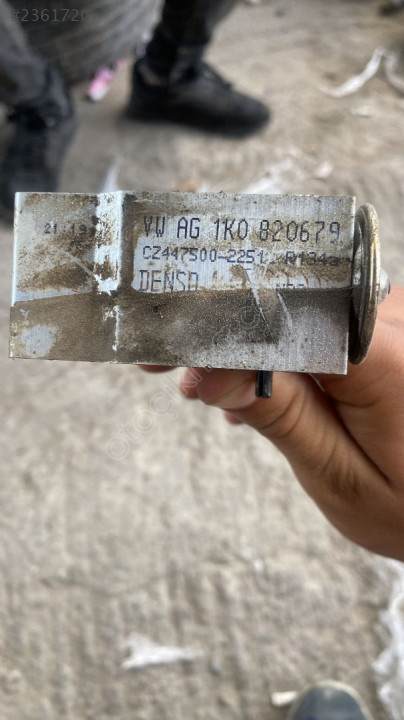 #2361720
21.19
VW AG 1K0 820679
CZ447500-2251 R134a
DENSO